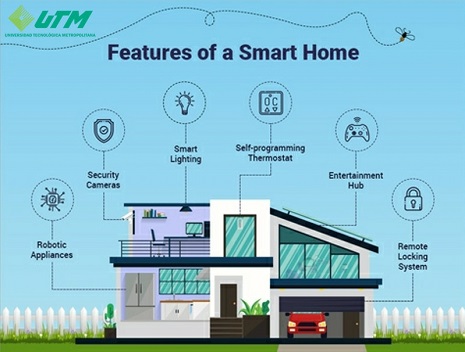 UTM
UNIVERSIDAD TECNOLÓGICA METROPOLITANA
Features of a Smart Home
Security
Cameras
Smart
Lighting
Self-programming
Thermostat
Entertainment
Hub
Robotic
Appliances
Remote
Locking
System